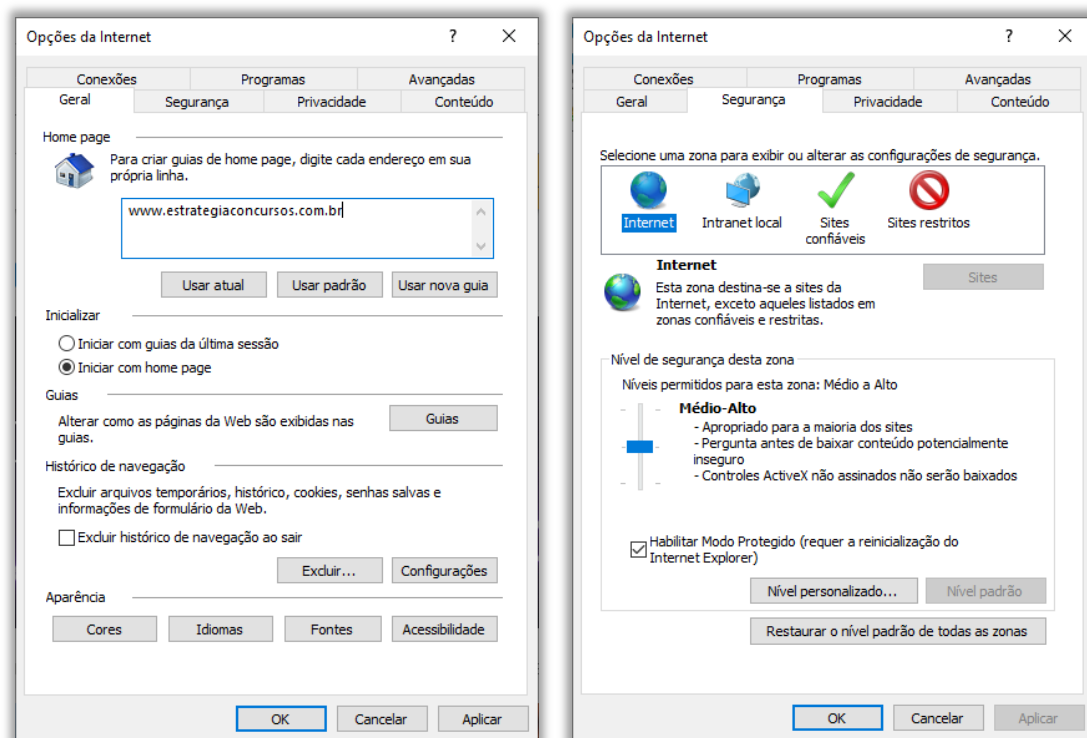 Opções da Internet
?
Conexões
Programas
Avançadas
Geral
Segurança
Privacidade
Conteúdo
Home page
Para criar guias de home page, digite cada endereço em sua
própria linha.
www.estrategiaconcursos.com.br
Usar atual
Usar padrão
Usar nova guia
Inicializar
Iniciar com guias da última sessão
Iniciar com home page
Guias
Alterar como as páginas da Web são exibidas nas
guias.
Guias
Histórico de navegação
Excluir arquivos temporários, histórico, cookies, senhas salvas e
informações de formulário da Web.
Excluir histórico de navegação ao sair
Excluir...
Configurações
Aparência
Cores
Idiomas
Fontes
Acessibilidade
OK
Cancelar
Aplicar
Opções da Internet
?
Conexões
Programas
Avançadas
Geral
Segurança
Privacidade
Conteúdo
Selecione uma zona para exibir ou alterar as configurações de segurança.
Internet
Intranet local
Sites
confiáveis
Sites restritos
Internet
Esta zona destina-se a sites da
Internet, exceto aqueles listados em
zonas confiáveis e restritas.
Sites
Nível de segurança desta zona
Níveis permitidos para esta zona: Médio a Alto
Médio-Alto
- Apropriado para a maioria dos sites
- Pergunta antes de baixar conteúdo potencialmente
inseguro
- Controles ActiveX não assinados não serão baixados
Habilitar Modo Protegido (requer a reinicialização do
Internet Explorer)
Nível personalizado...
Nível padrão
Restaurar o nível padrão de todas as zonas
OK
Cancelar
Aplicar